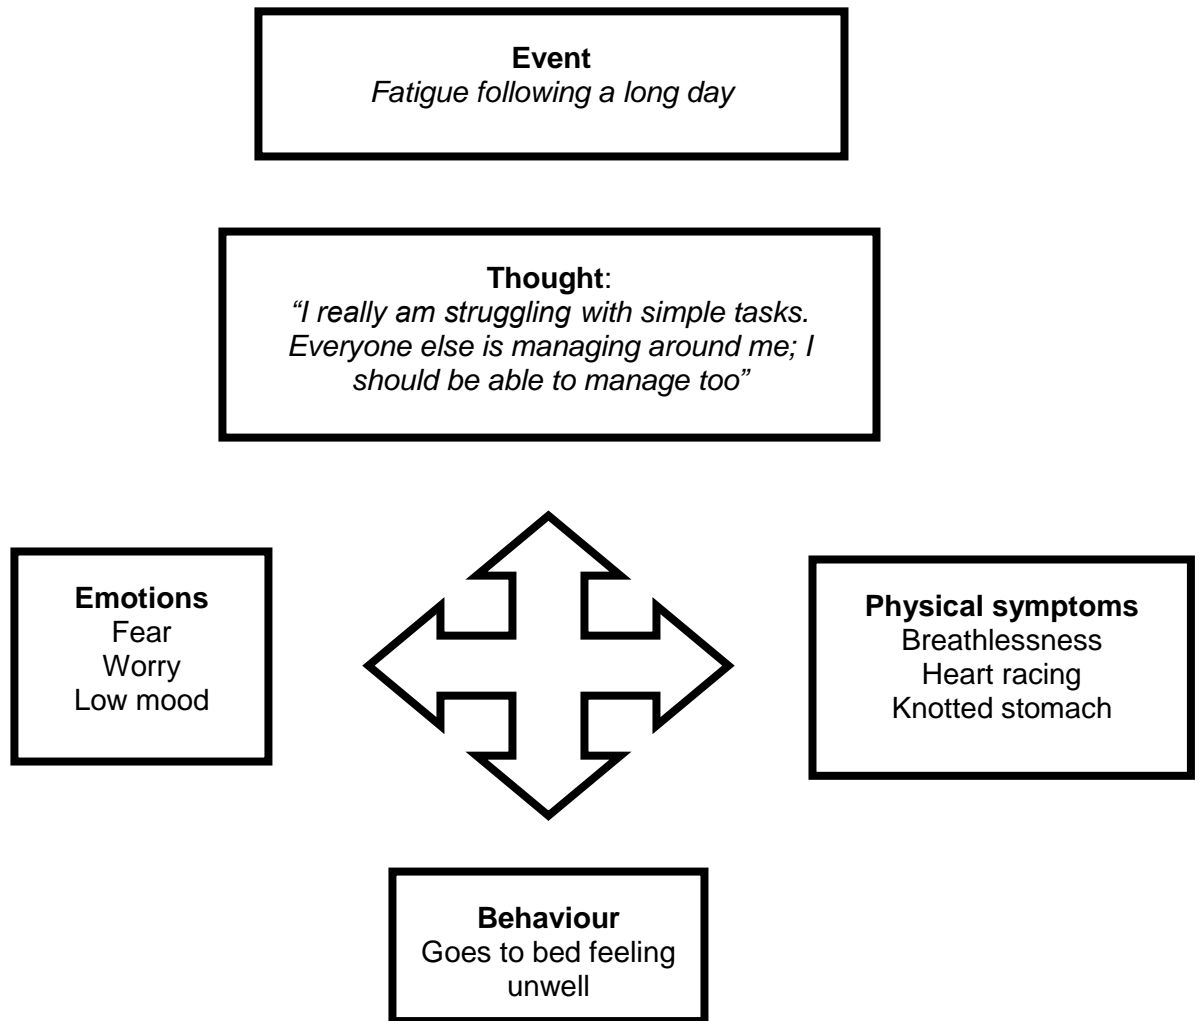 Event
Fatigue following a long day
Thought:
“I really am struggling with simple tasks.
Everyone else is managing around me; I
should be able to manage too”
Emotions
Fear
Worry
Low mood
Physical symptoms
Breathlessness
Heart racing
Knotted stomach
Behaviour
Goes to bed feeling
unwell